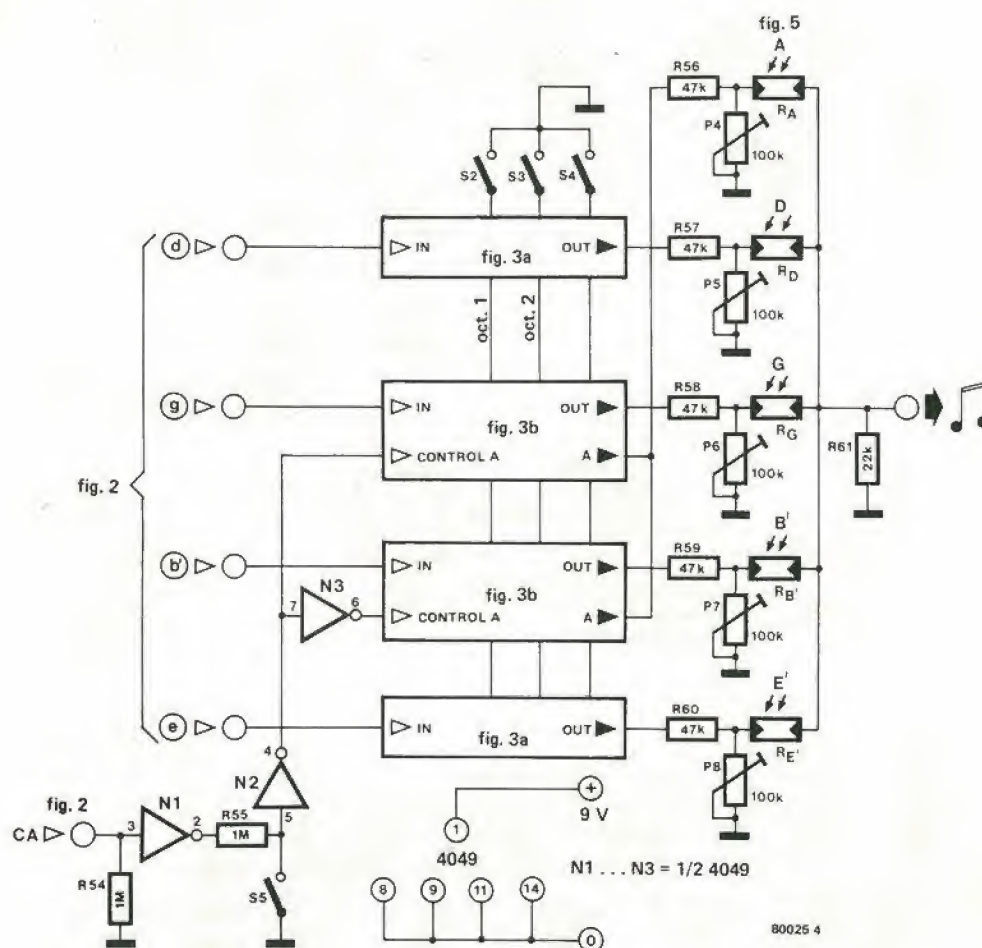 fig. 5
A
R56
47k
RA
P4
100k
S2
S3
S4
d
IN
OUT
fig. 3a
R57
47k
D
RD
P5
100k
oct. 1
oct. 2
g
IN
OUT
fig. 3b
CONTROL A
A
R58
47k
G
RG
P6
100k
R61
22k
fig. 2
b'
IN
OUT
fig. 3b
N3
7
6
CONTROL A
A
R59
47k
B'
RB'
P7
100k
e
IN
OUT
fig. 3a
R60
47k
E'
RE'
P8
100k
4
N2
5
fig. 2
CA
3
N1
2
R55
1M
R54
1M
S5
+
9 V
1
4049
N1 ... N3 = 1/2 4049
8
9
11
14
0
80025 4